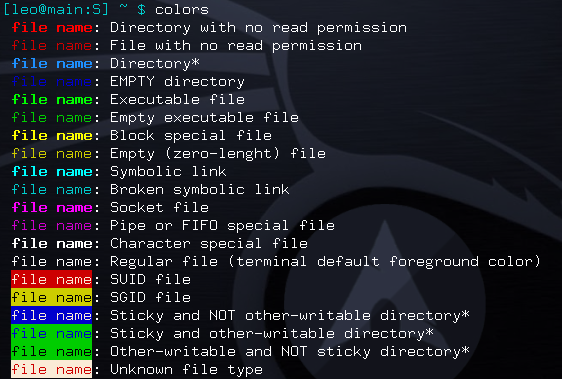 [leo@main:S] ~ $ colors
file name: Directory with no read permission
file name: File with no read permission
file name: Directory*
file name: EMPTY directory
file name: Executable file
file name: Empty executable file
file name: Block special file
file name: Empty (zero-lenght) file
file name: Symbolic link
file name: Broken symbolic link
file name: Socket file
file name: Pipe or FIFO special file
file name: Character special file
file name: Regular file (terminal default foreground color)
file name: SUID file
file name: SGID file
file name: Sticky and NOT other-writable directory*
file name: Sticky and other-writable directory*
file name: Other-writable and NOT sticky directory*
file name: Unknown file type